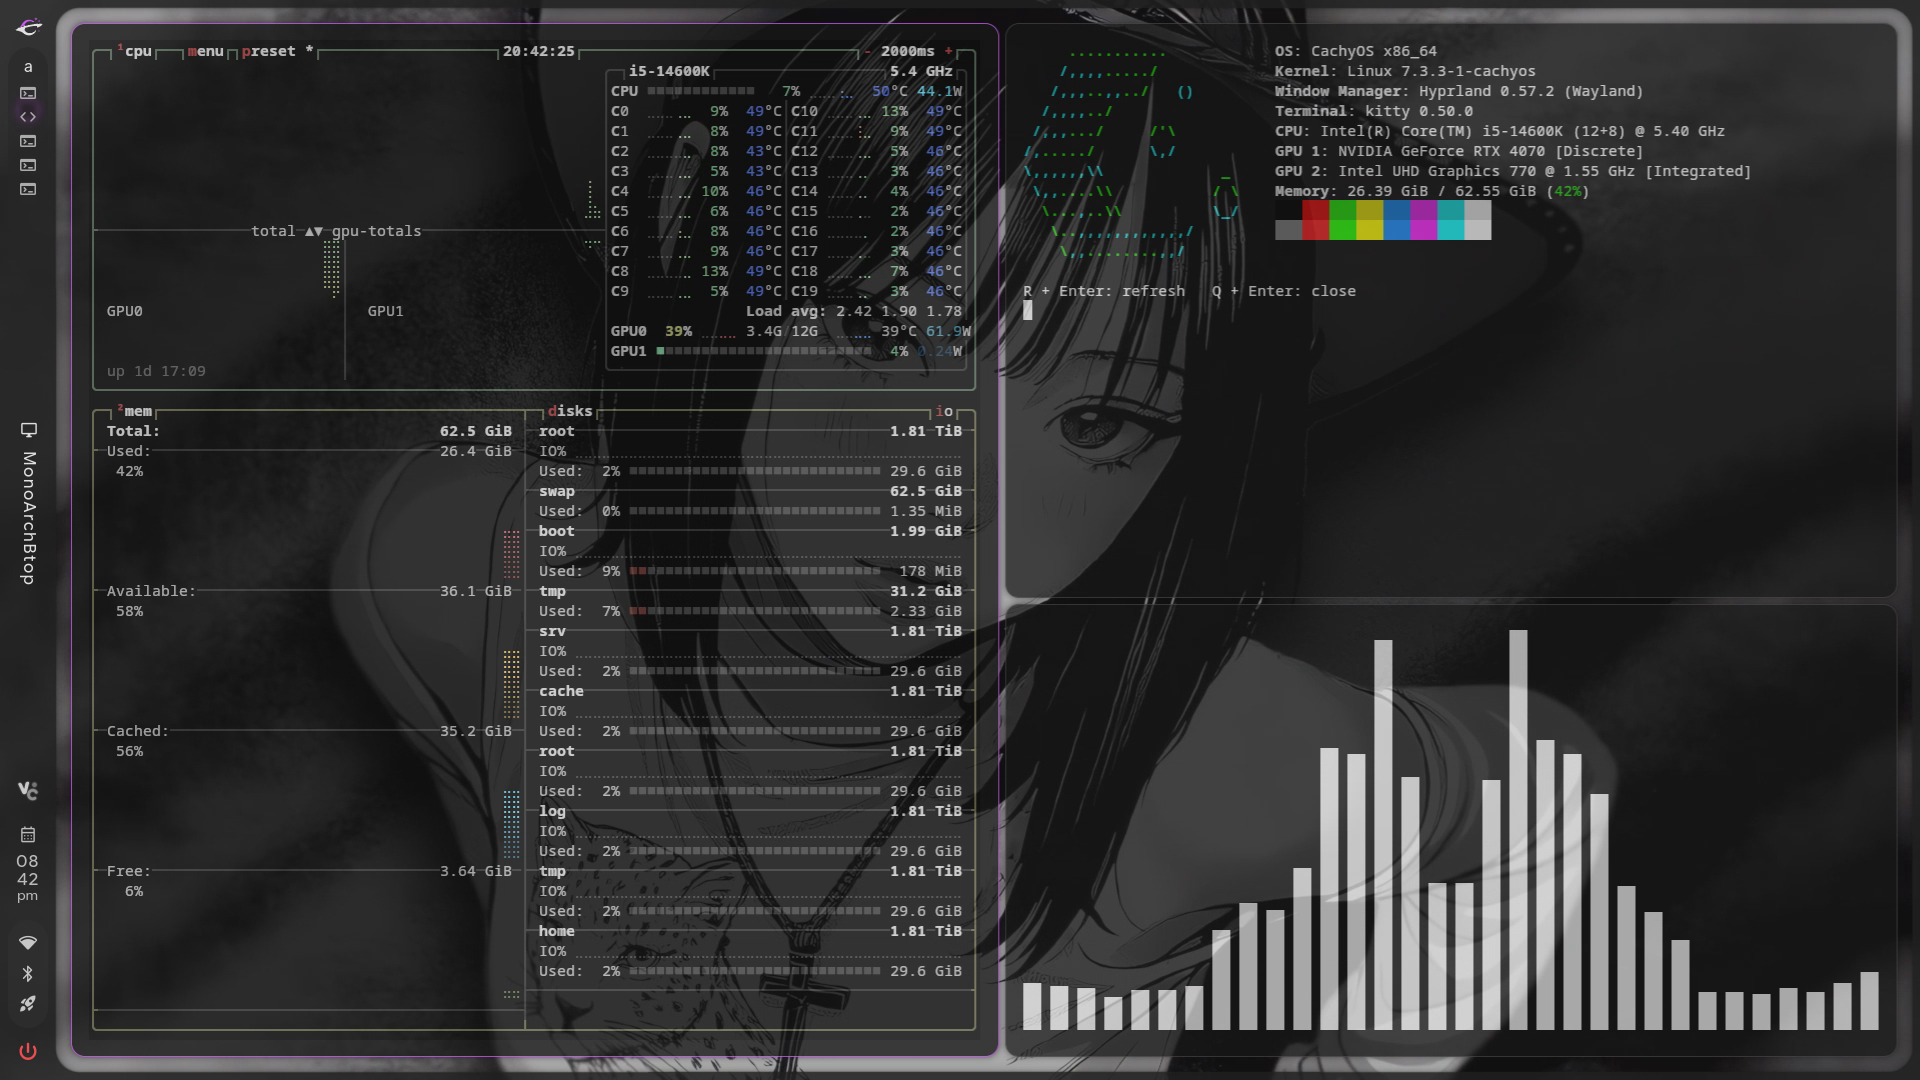 a
MonoArchBtop
08
42
pm
¹cpu menu preset * 20:42:25 - 2000ms +
i5-14600K 5.4 GHz
CPU 7% 50°C 44.1W
C0 9% 49°C C10 13% 49°C
C1 8% 49°C C11 9% 49°C
C2 8% 43°C C12 5% 46°C
C3 5% 43°C C13 3% 46°C
C4 10% 46°C C14 4% 46°C
C5 6% 46°C C15 2% 46°C
C6 8% 46°C C16 2% 46°C
C7 9% 46°C C17 3% 46°C
C8 13% 49°C C18 7% 46°C
C9 5% 49°C C19 3% 46°C
Load avg: 2.42 1.90 1.78
GPU0 39% 3.4G 12G 39°C 61.9W
GPU1 4% 0.24W
total ▲▼ gpu-totals
GPU0 GPU1
up 1d 17:09
²mem
Total: 62.5 GiB
Used: 26.4 GiB
42%
Available: 36.1 GiB
58%
Cached: 35.2 GiB
56%
Free: 3.64 GiB
6%
disks io
root 1.81 TiB
IO%
Used: 2% 29.6 GiB
swap 62.5 GiB
Used: 0% 1.35 MiB
boot 1.99 GiB
IO%
Used: 9% 178 MiB
tmp 31.2 GiB
Used: 7% 2.33 GiB
srv 1.81 TiB
IO%
Used: 2% 29.6 GiB
cache 1.81 TiB
IO%
Used: 2% 29.6 GiB
root 1.81 TiB
IO%
Used: 2% 29.6 GiB
log 1.81 TiB
IO%
Used: 2% 29.6 GiB
tmp 1.81 TiB
IO%
Used: 2% 29.6 GiB
home 1.81 TiB
IO%
Used: 2% 29.6 GiB
OS: CachyOS x86_64
Kernel: Linux 7.3.3-1-cachyos
Window Manager: Hyprland 0.57.2 (Wayland)
Terminal: kitty 0.50.0
CPU: Intel(R) Core(TM) i5-14600K (12+8) @ 5.40 GHz
GPU 1: NVIDIA GeForce RTX 4070 [Discrete]
GPU 2: Intel UHD Graphics 770 @ 1.55 GHz [Integrated]
Memory: 26.39 GiB / 62.55 GiB (42%)
R + Enter: refresh Q + Enter: close